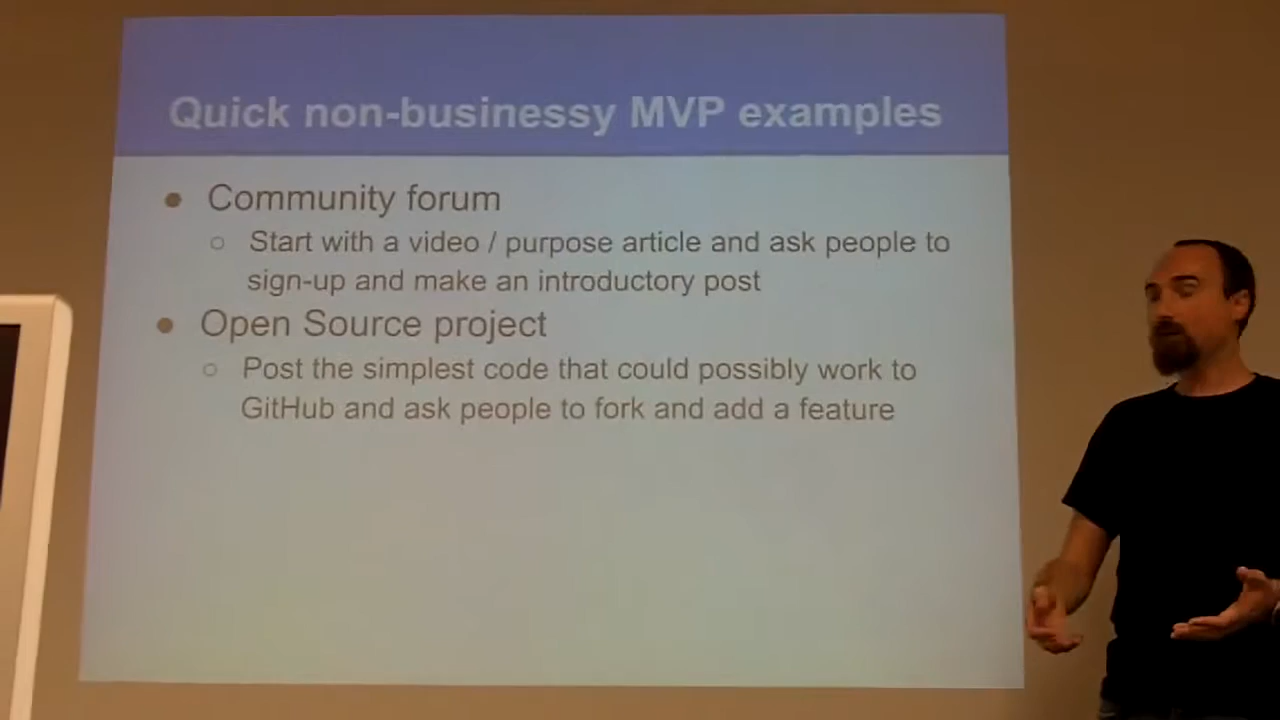 Quick non-businessy MVP examples
● Community forum
○ Start with a video / purpose article and ask people to
sign-up and make an introductory post
● Open Source project
○ Post the simplest code that could possibly work to
GitHub and ask people to fork and add a feature